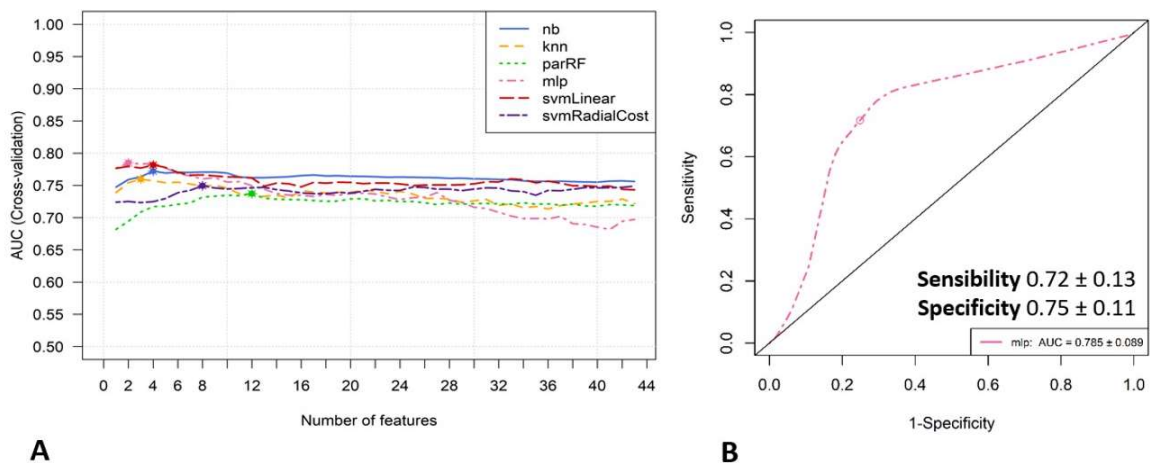 1.00
0.95
0.90
0.85
0.80
0.75
0.70
0.65
0.60
0.55
0.50
AUC (Cross-validation)
nb
knn
parRF
mlp
svmLinear
svmRadialCost
0 2 4 6 8 12 16 20 24 28 32 36 40 44
Number of features
A
1.0
0.8
0.6
0.4
0.2
0.0
Sensitivity
Sensibility 0.72 ± 0.13
Specificity 0.75 ± 0.11
mlp: AUC = 0.785 ± 0.089
0.0 0.2 0.4 0.6 0.8 1.0
1-Specificity
B